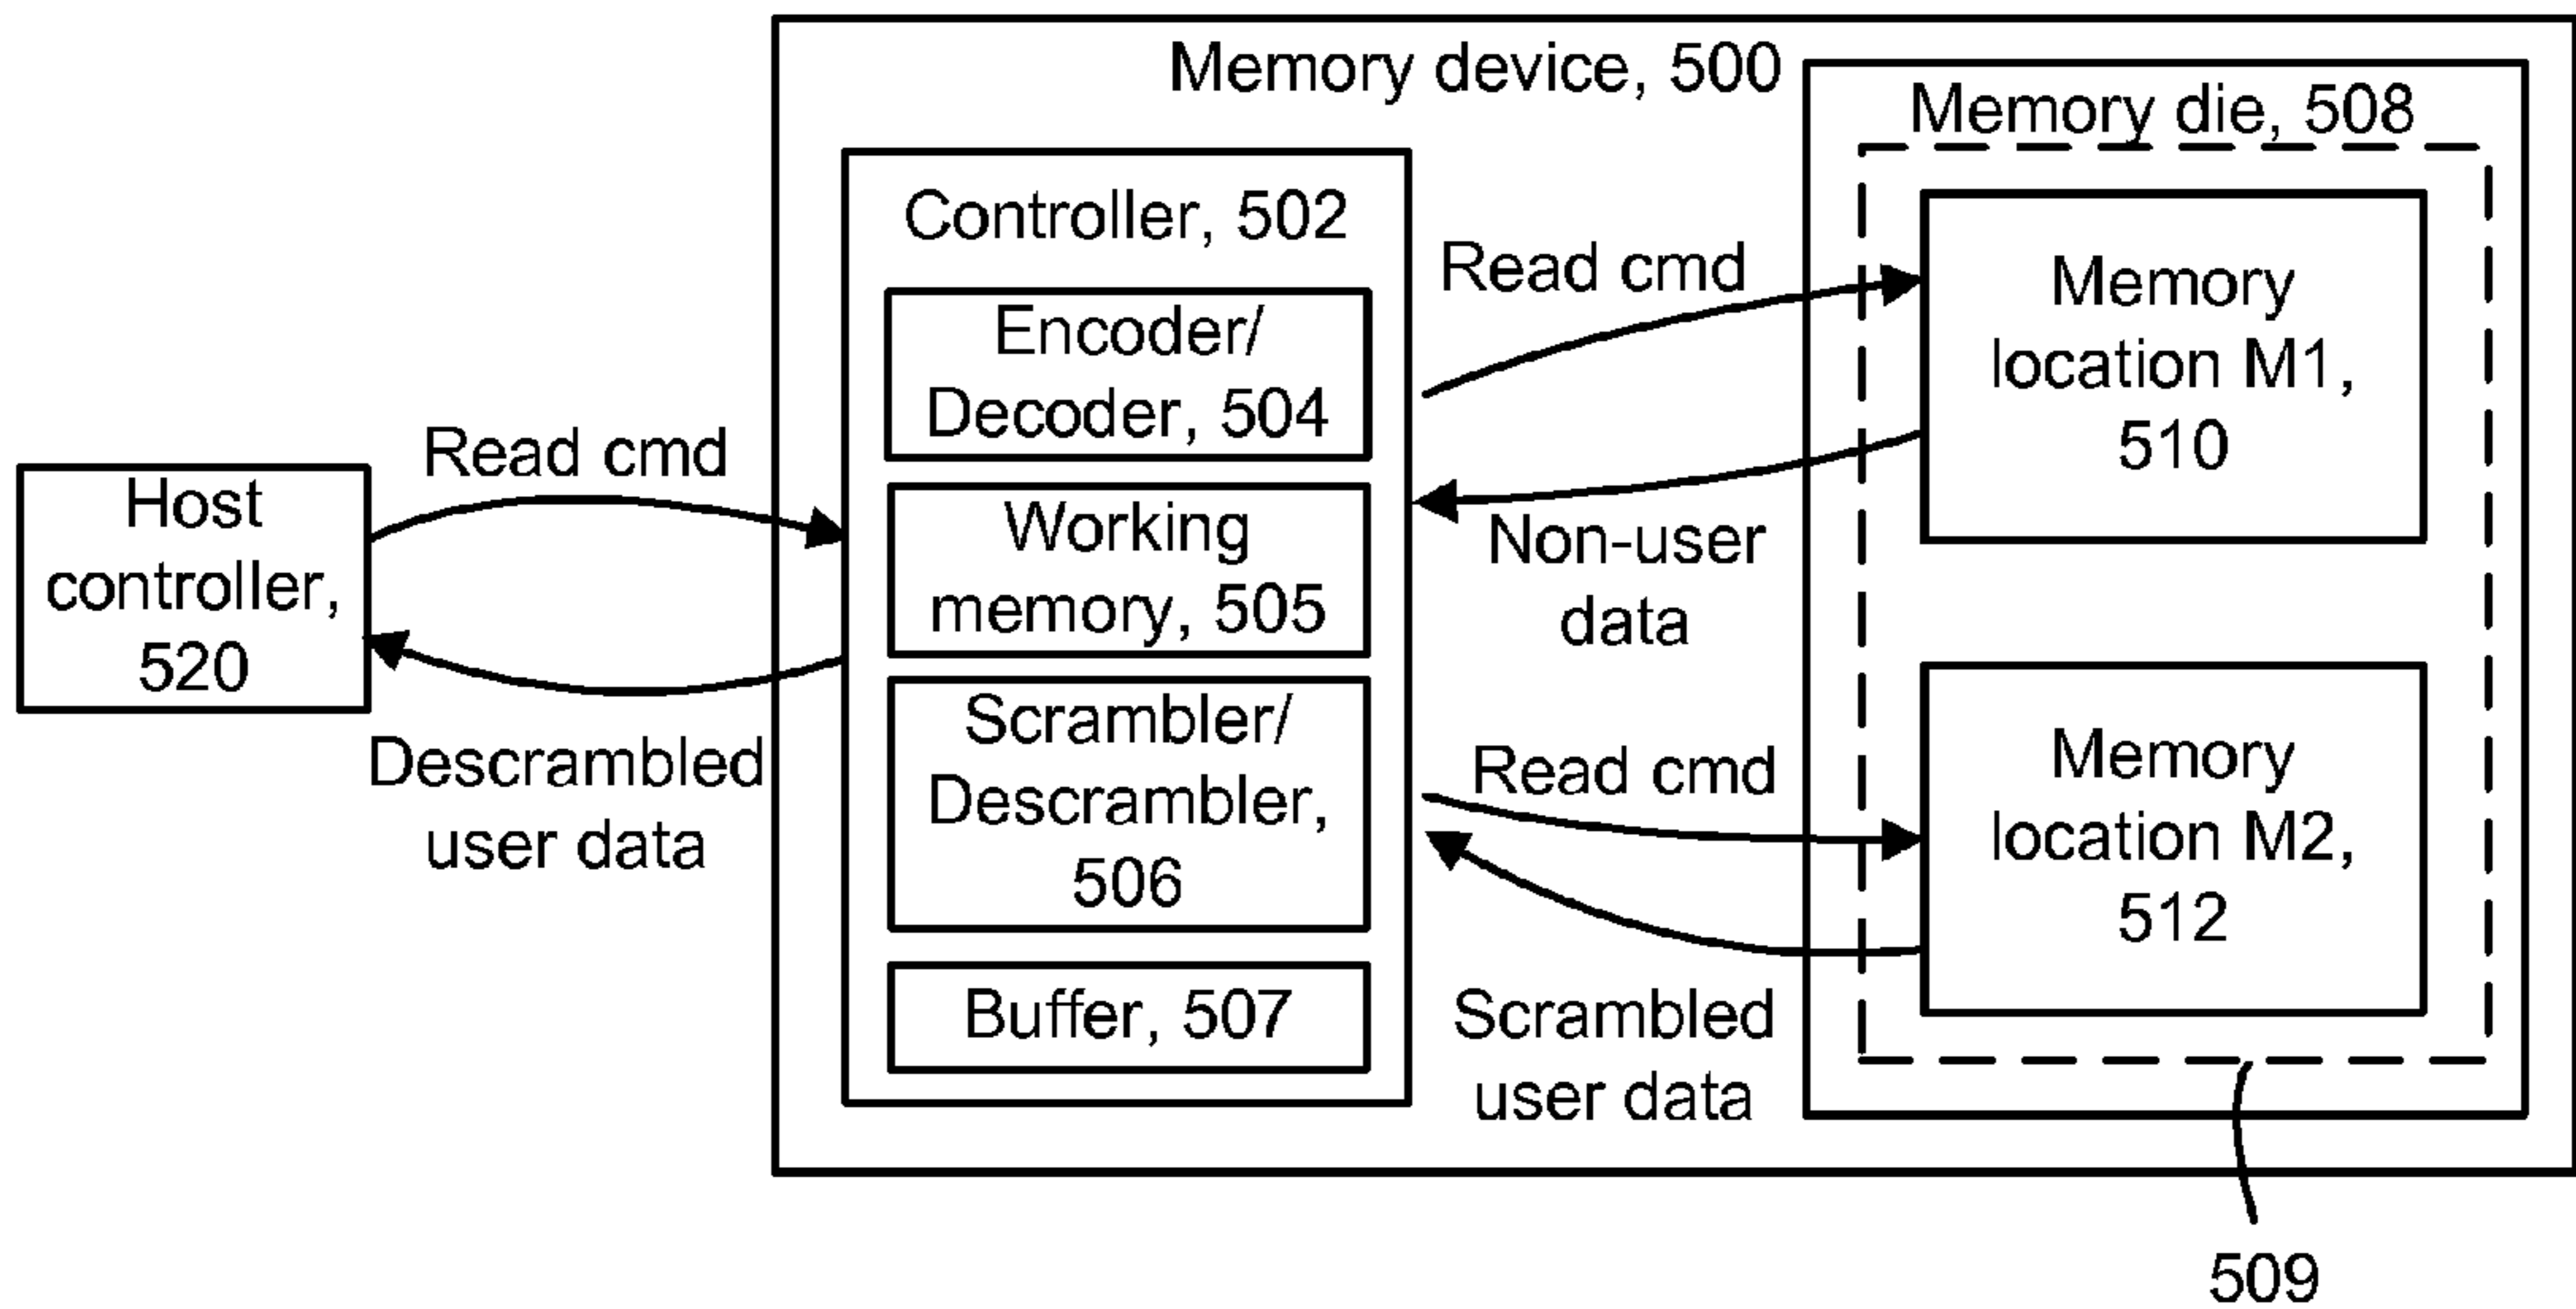 Memory device, 500
Memory die, 508
Controller, 502
Encoder/
Decoder, 504
Working
memory, 505
Scrambler/
Descrambler,
506
Buffer, 507
Host
controller,
520
Read cmd
Descrambled
user data
Read cmd
Non-user
data
Read cmd
Scrambled
user data
Memory
location M1,
510
Memory
location M2,
512
509